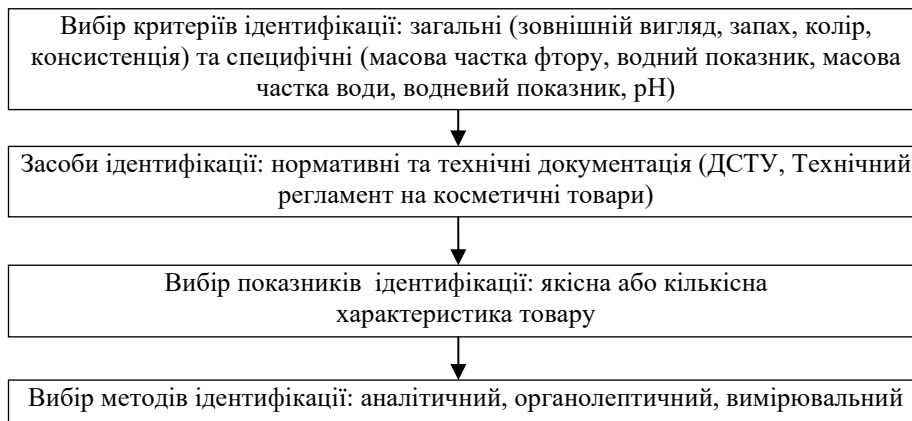 Вибір критеріїв ідентифікації: загальні (зовнішній вигляд, запах, колір,
консистенція) та специфічні (масова частка фтору, водний показник, масова
частка води, водневий показник, рН)
Засоби ідентифікації: нормативні та технічні документація (ДСТУ, Технічний
регламент на косметичні товари)
Вибір показників ідентифікації: якісна або кількісна
характеристика товару
Вибір методів ідентифікації: аналітичний, органолептичний, вимірювальний